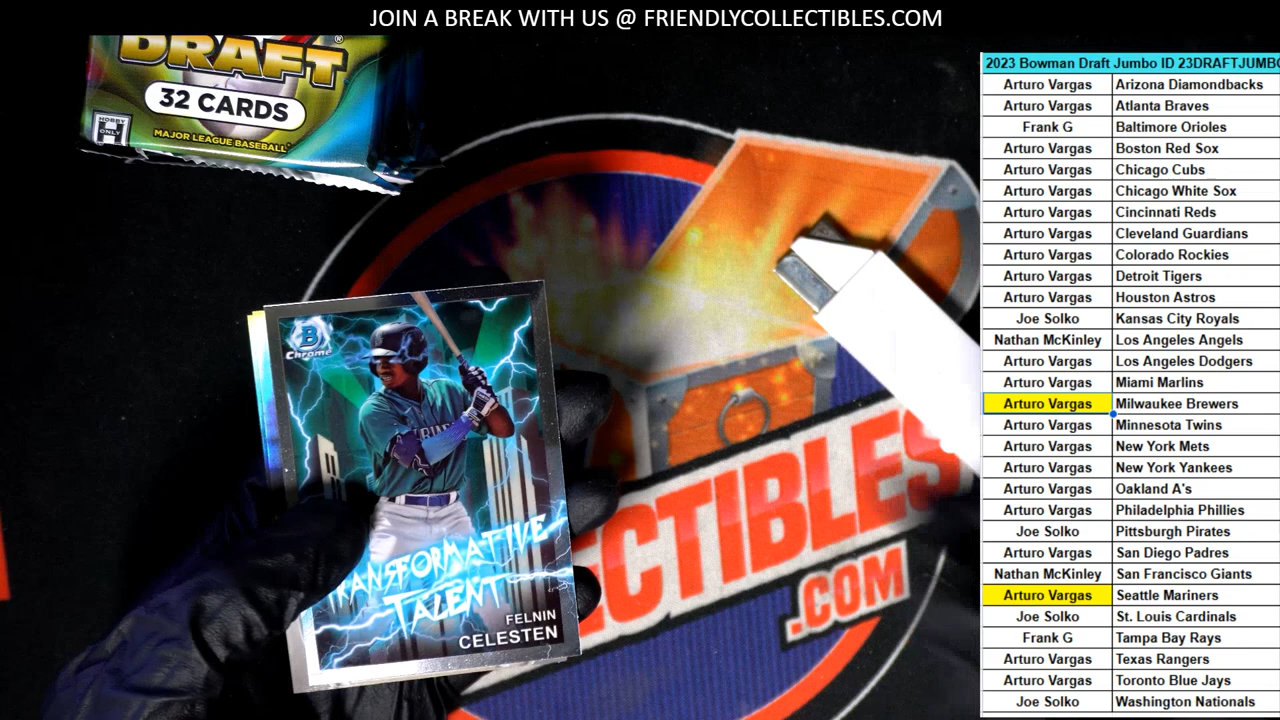 JOIN A BREAK WITH US @ FRIENDLYCOLLECTIBLES.COM
DRAFT®
32 CARDS
HOBBY
H
ONLY
MAJOR LEAGUE BASEBALL®
B
Chrome
TRANSFORMATIVE
TALENT
FELNIN
CELESTEN
ECTIBLES
.COM
2023 Bowman Draft Jumbo ID 23DRAFTJUMBO
Arturo Vargas Arizona Diamondbacks
Arturo Vargas Atlanta Braves
Frank G Baltimore Orioles
Arturo Vargas Boston Red Sox
Arturo Vargas Chicago Cubs
Arturo Vargas Chicago White Sox
Arturo Vargas Cincinnati Reds
Arturo Vargas Cleveland Guardians
Arturo Vargas Colorado Rockies
Arturo Vargas Detroit Tigers
Arturo Vargas Houston Astros
Joe Solko Kansas City Royals
Nathan McKinley Los Angeles Angels
Arturo Vargas Los Angeles Dodgers
Arturo Vargas Miami Marlins
Arturo Vargas Milwaukee Brewers
Arturo Vargas Minnesota Twins
Arturo Vargas New York Mets
Arturo Vargas New York Yankees
Arturo Vargas Oakland A's
Arturo Vargas Philadelphia Phillies
Joe Solko Pittsburgh Pirates
Arturo Vargas San Diego Padres
Nathan McKinley San Francisco Giants
Arturo Vargas Seattle Mariners
Joe Solko St. Louis Cardinals
Frank G Tampa Bay Rays
Arturo Vargas Texas Rangers
Arturo Vargas Toronto Blue Jays
Joe Solko Washington Nationals